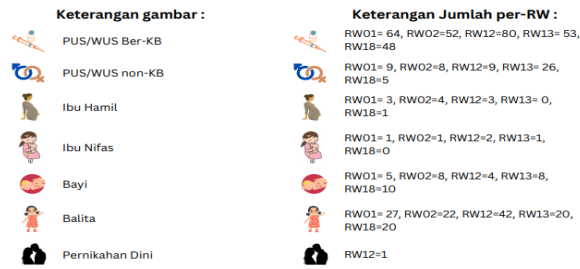 Keterangan gambar :
PUS/WUS Ber-KB
PUS/WUS non-KB
Ibu Hamil
Ibu Nifas
Bayi
Balita
Pernikahan Dini
Keterangan Jumlah per-RW :
RW01= 64, RW02=52, RW12=80, RW13= 53,
RW18=48
RW01= 9, RW02=8, RW12=9, RW13= 26,
RW18=5
RW01= 3, RW02=4, RW12=3, RW13= 0,
RW18=1
RW01= 1, RW02=1, RW12=2, RW13=1,
RW18=0
RW01= 5, RW02=8, RW12=4, RW13=8,
RW18=10
RW01= 27, RW02=22, RW12=42, RW13=20,
RW18=20
RW12=1